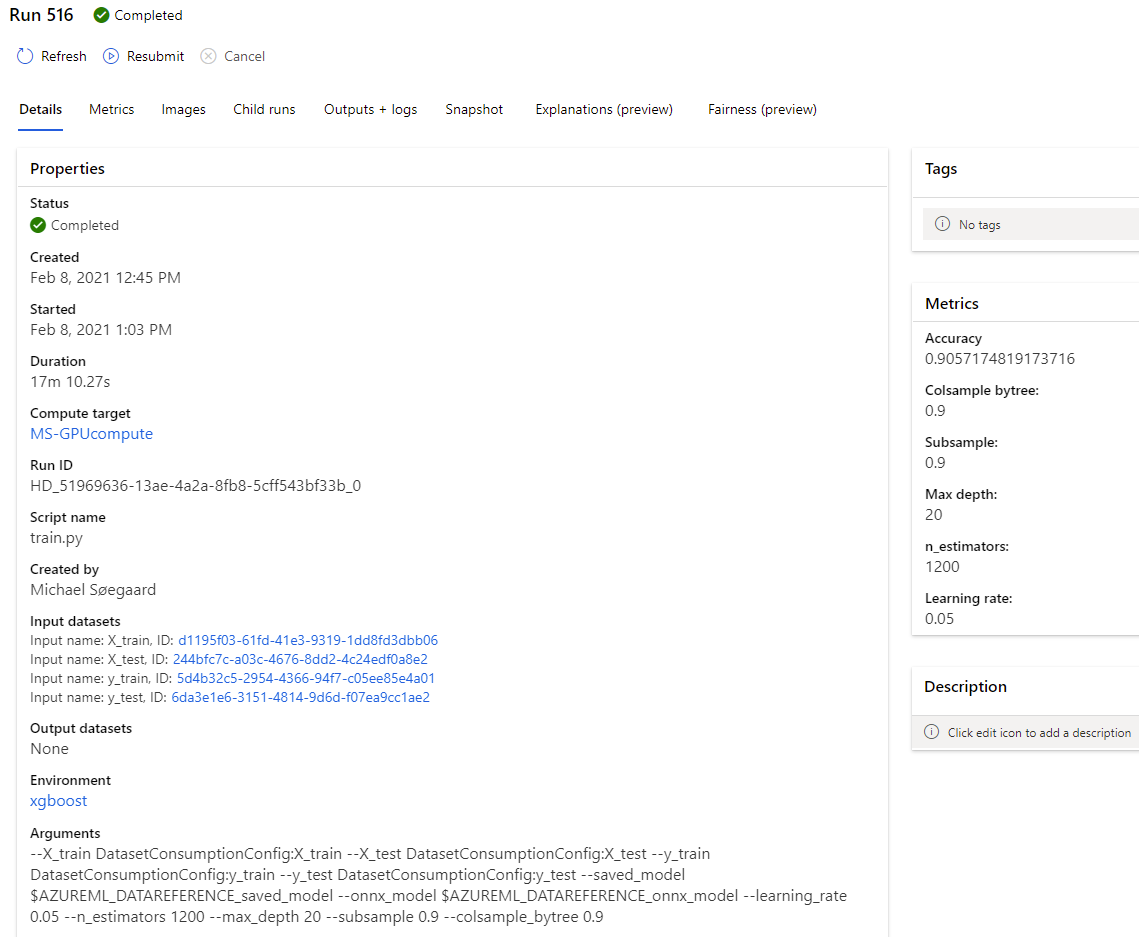 Run 516 Completed
Refresh Resubmit Cancel
Details Metrics Images Child runs Outputs + logs Snapshot Explanations (preview) Fairness (preview)
Properties
Status
Completed
Created
Feb 8, 2021 12:45 PM
Started
Feb 8, 2021 1:03 PM
Duration
17m 10.27s
Compute target
MS-GPUcompute
Run ID
HD_51969636-13ae-4a2a-8fb8-5cff543bf33b_0
Script name
train.py
Created by
Michael Søegaard
Input datasets
Input name: X_train, ID: d1195f03-61fd-41e3-9319-1dd8fd3dbb06
Input name: X_test, ID: 244bfc7c-a03c-4676-8dd2-4c24edf0a8e2
Input name: y_train, ID: 5d4b32c5-2954-4366-94f7-c05ee85e4a01
Input name: y_test, ID: 6da3e1e6-3151-4814-9d6d-f07ea9cc1ae2
Output datasets
None
Environment
xgboost
Arguments
--X_train DatasetConsumptionConfig:X_train --X_test DatasetConsumptionConfig:X_test --y_train
DatasetConsumptionConfig:y_train --y_test DatasetConsumptionConfig:y_test --saved_model
$AZUREML_DATAREFERENCE_saved_model --onnx_model $AZUREML_DATAREFERENCE_onnx_model --learning_rate
0.05 --n_estimators 1200 --max_depth 20 --subsample 0.9 --colsample_bytree 0.9
Tags
No tags
Metrics
Accuracy
0.9057174819173716
Colsample bytree:
0.9
Subsample:
0.9
Max depth:
20
n_estimators:
1200
Learning rate:
0.05
Description
Click edit icon to add a description